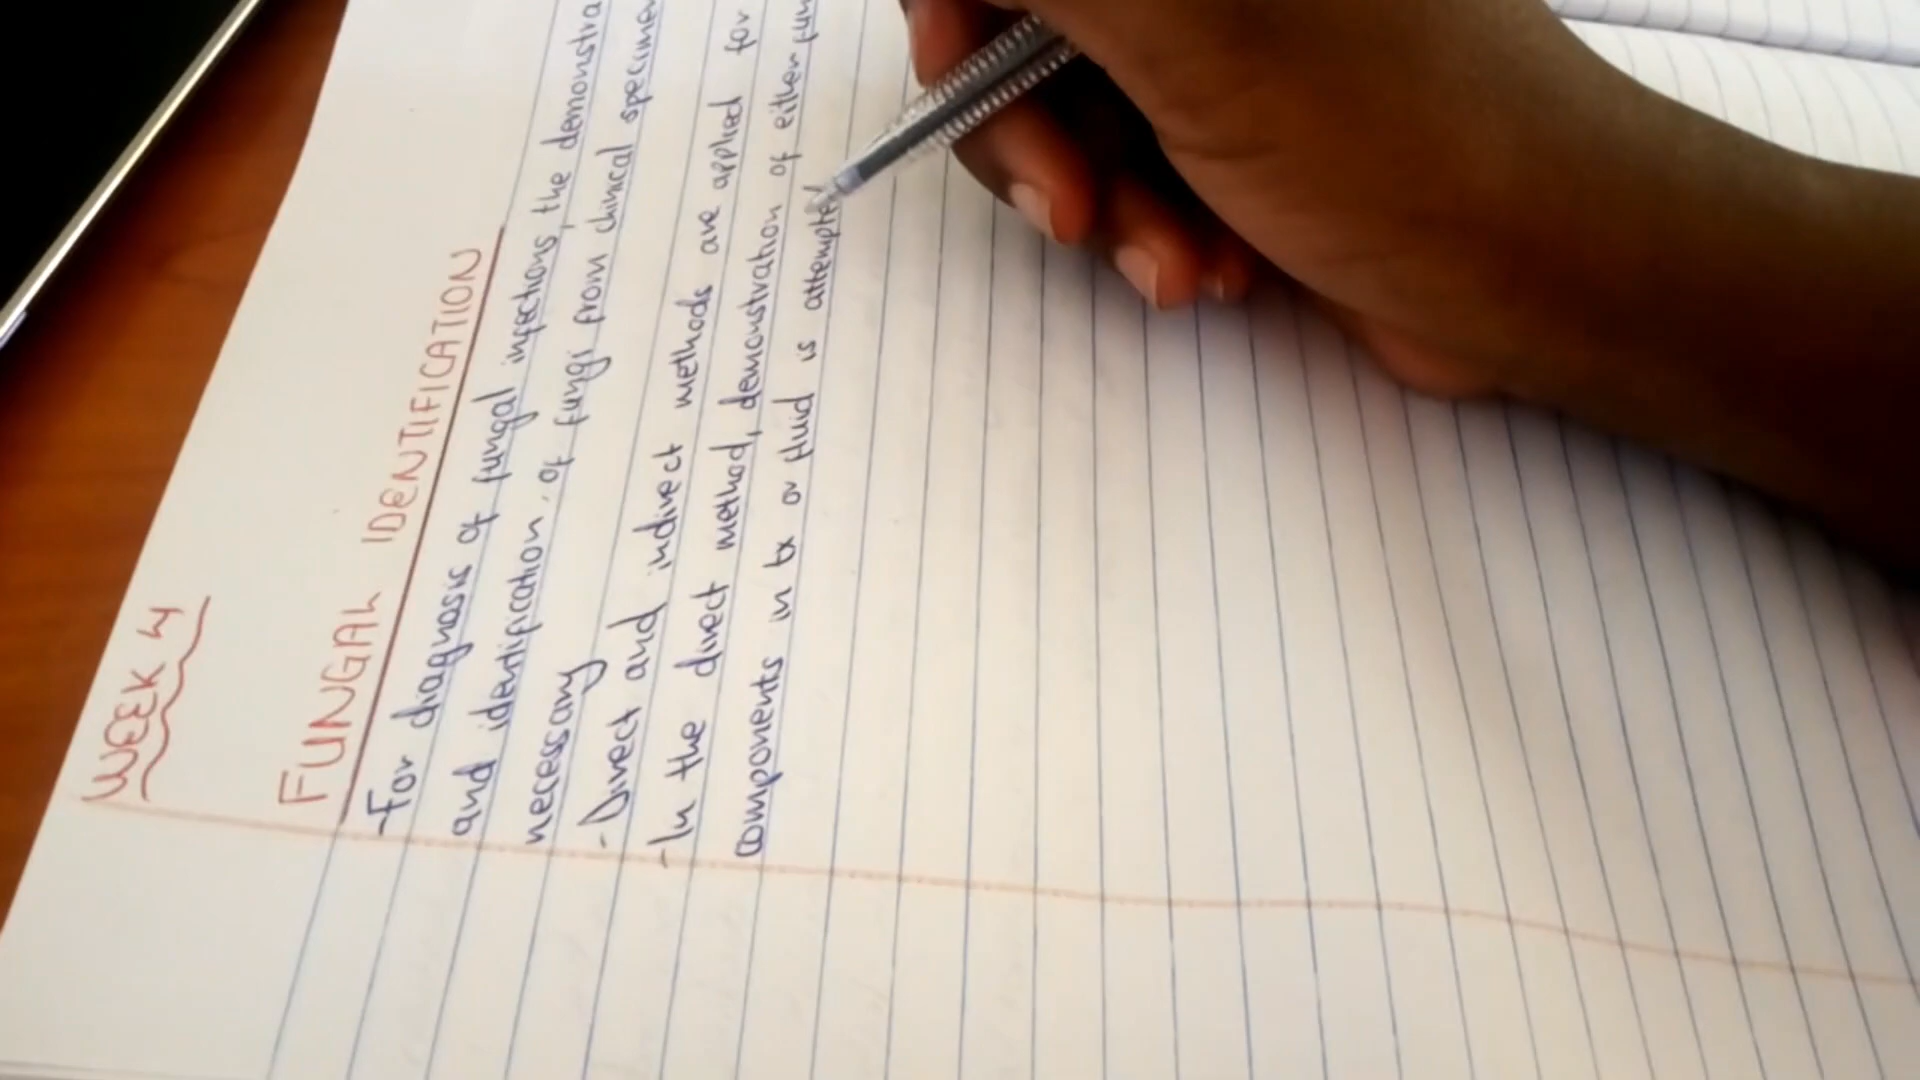 WEEK 4
FUNGAL IDENTIFICATION
-For diagnosis of fungal infections, the demonstra
and identification of fungi from clinical specimen
necessary
-Direct and indirect methods are applied for
-In the direct method, demonstration of either fun
components in tx or fluid is attempted